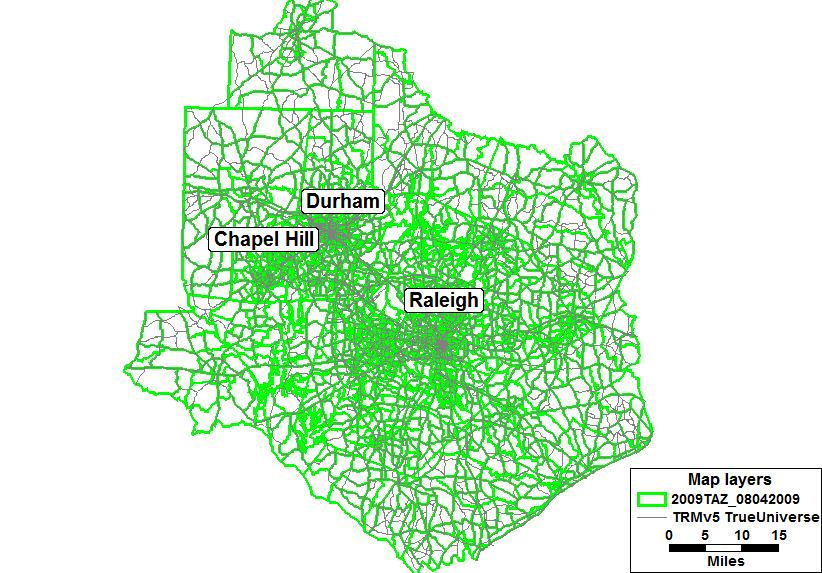 Durham
Chapel Hill
Raleigh
Map layers
2009TAZ_08042009
TRMv5 TrueUniverse
0 5 10 15
Miles